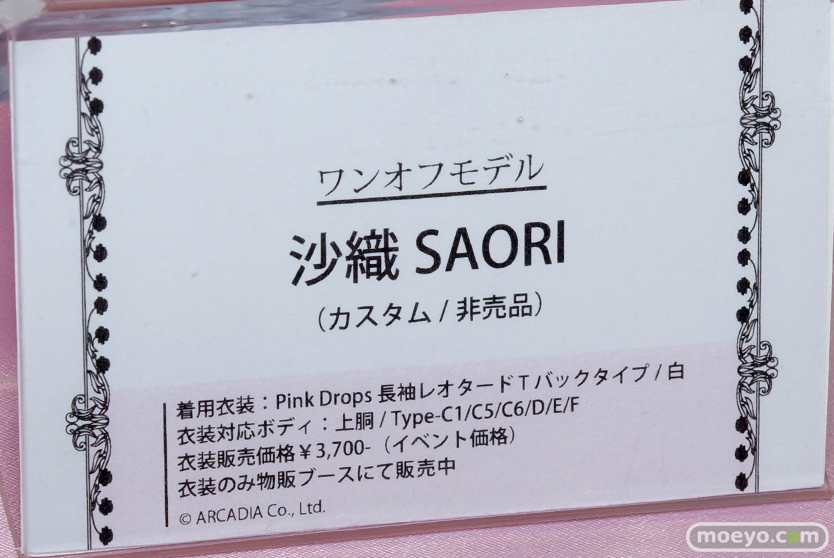 ワンオフモデル
沙織 SAORI
（カスタム / 非売品）
着用衣装：Pink Drops 長袖レオタード T バックタイプ / 白
衣装対応ボディ：上胴 / Type-C1/C5/C6/D/E/F
衣装販売価格￥3,700-（イベント価格）
衣装のみ物販ブースにて販売中
© ARCADIA Co., Ltd.
moeyo.com